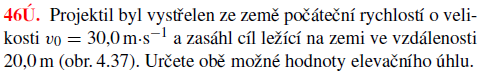 46Ú. Projektil byl vystřelen ze země počáteční rychlostí o veli-
kosti v₀ = 30,0 m·s⁻¹ a zasáhl cíl ležící na zemi ve vzdálenosti
20,0 m (obr. 4.37). Určete obě možné hodnoty elevačního úhlu.